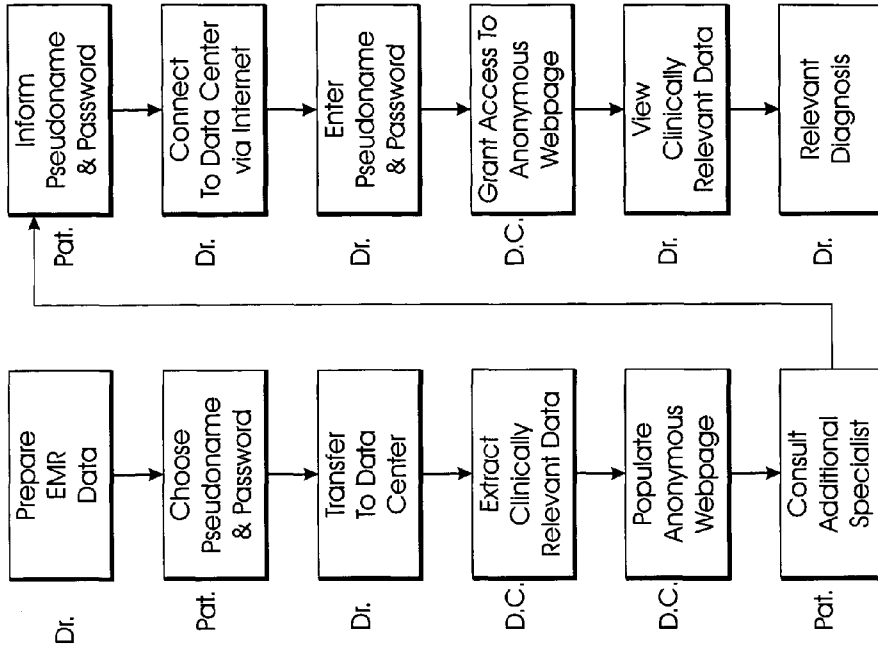 Dr.
Prepare
EMR
Data
Pat.
Choose
Pseudoname
& Password
Dr.
Transfer
To Data
Center
D.C.
Extract
Clinically
Relevant Data
D.C.
Populate
Anonymous
Webpage
Pat.
Consult
Additional
Specialist
Pat.
Inform
Pseudoname
& Password
Dr.
Connect
To Data Center
via Internet
Dr.
Enter
Pseudoname
& Password
D.C.
Grant Access To
Anonymous
Webpage
Dr.
View
Clinically
Relevant Data
Dr.
Relevant
Diagnosis